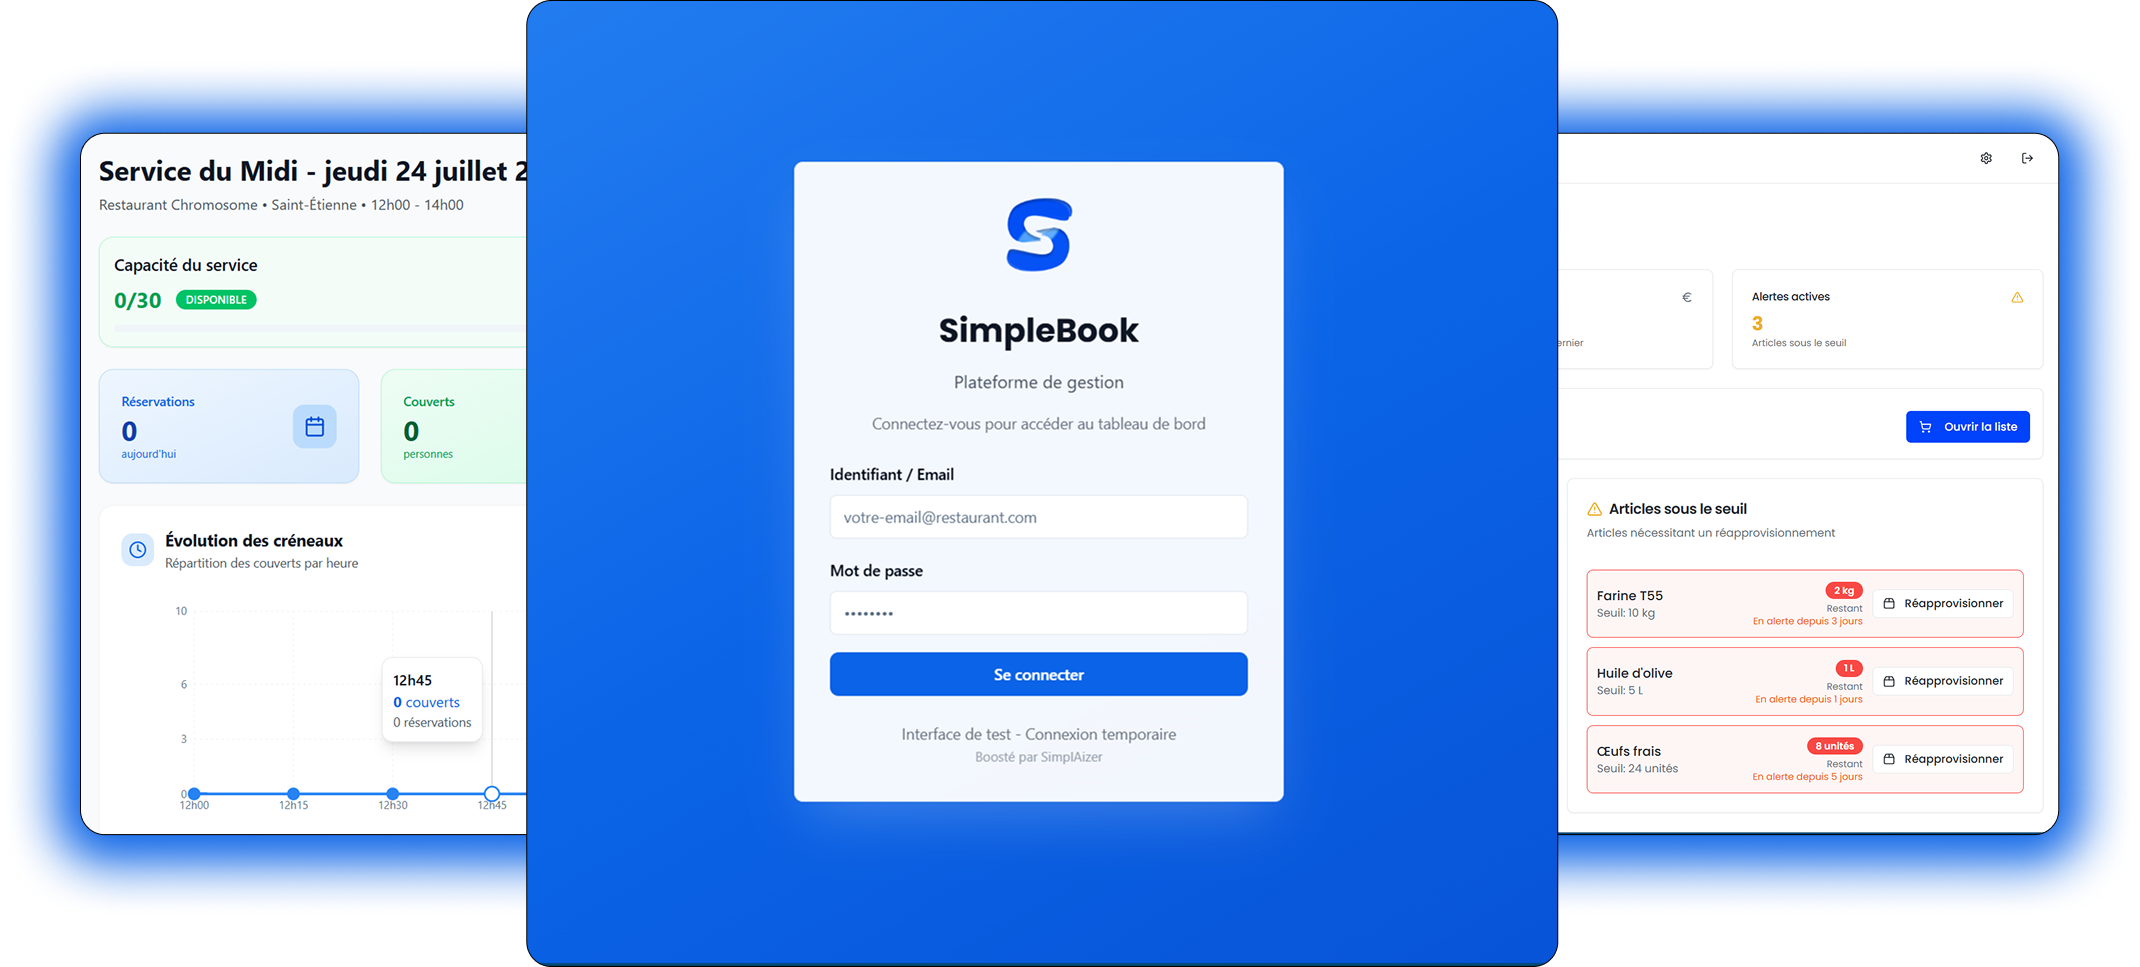 Service du Midi - jeudi 24 juillet 2
Restaurant Chromosome • Saint-Étienne • 12h00 - 14h00
Capacité du service
0/30 DISPONIBLE
Réservations
0
aujourd'hui
Couverts
0
personnes
Évolution des créneaux
Répartition des couverts par heure
10
6
3
0
12h00 12h15 12h30 12h45
12h45
0 couverts
0 réservations
SimpleBook
Plateforme de gestion
Connectez-vous pour accéder au tableau de bord
Identifiant / Email
votre-email@restaurant.com
Mot de passe
••••••••
Se connecter
Interface de test - Connexion temporaire
Boosté par SimplAizer
€
ernier
Alertes actives
3
Articles sous le seuil
Ouvrir la liste
Articles sous le seuil
Articles nécessitant un réapprovisionnement
Farine T55
Seuil: 10 kg
2 kg
Restant
En alerte depuis 3 jours
Réapprovisionner
Huile d'olive
Seuil: 5 L
1 L
Restant
En alerte depuis 1 jours
Réapprovisionner
Œufs frais
Seuil: 24 unités
8 unités
Restant
En alerte depuis 5 jours
Réapprovisionner